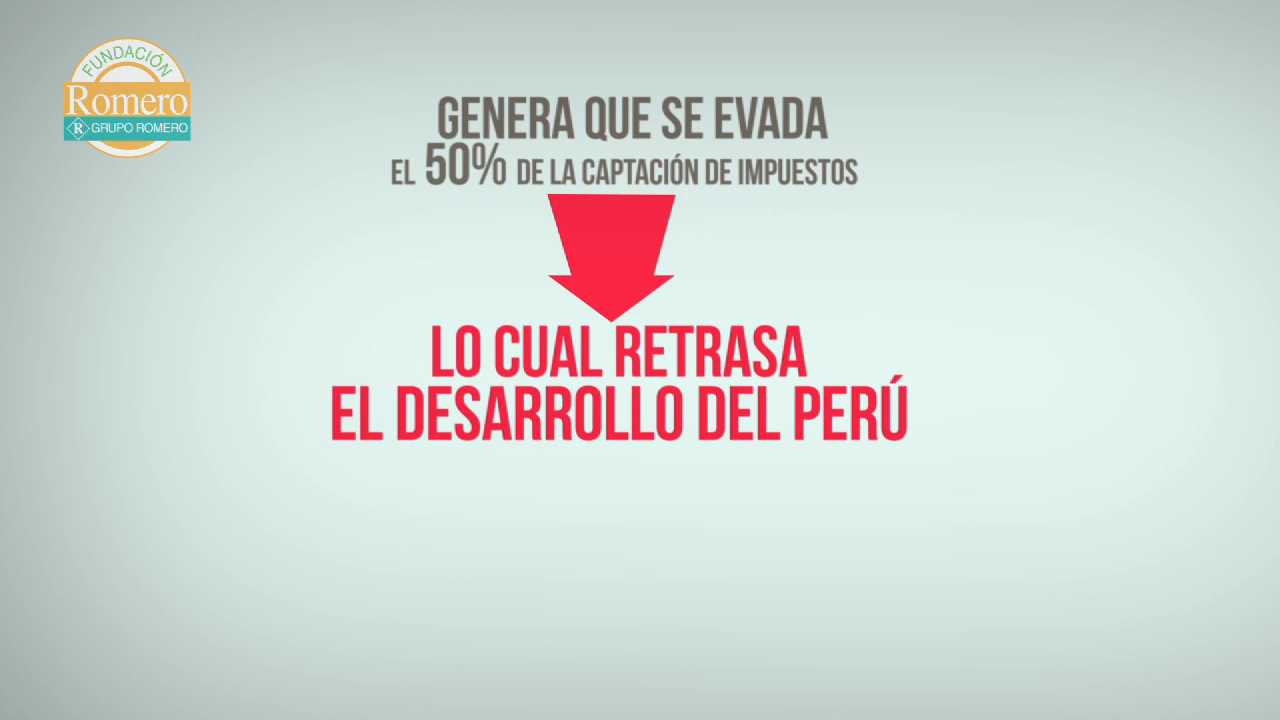 FUNDACIÓN
Romero
R GRUPO ROMERO
GENERA QUE SE EVADA
EL 50% DE LA CAPTACIÓN DE IMPUESTOS
LO CUAL RETRASA
EL DESARROLLO DEL PERÚ